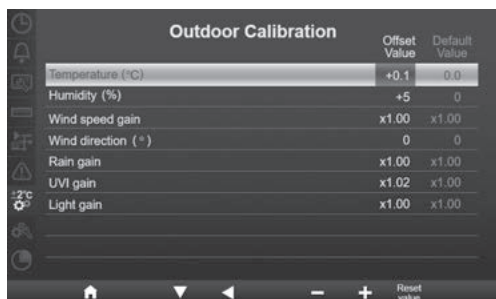 Outdoor Calibration
Offset Value
Default Value
Temperature (°C) +0.1 0.0
Humidity (%) +5 0
Wind speed gain x1.00 x1.00
Wind direction (°) 0 0
Rain gain x1.00 x1.00
UVI gain x1.02 x1.00
Light gain x1.00 x1.00
±2°C
Reset value